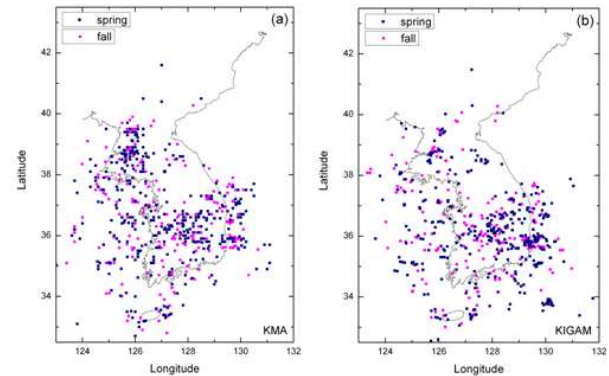 spring
fall
(a)
42
40
38
36
34
Latitude
KMA
124 126 128 130 132
Longitude
spring
fall
(b)
42
40
38
36
34
Latitude
KIGAM
124 126 128 130 132
Longitude